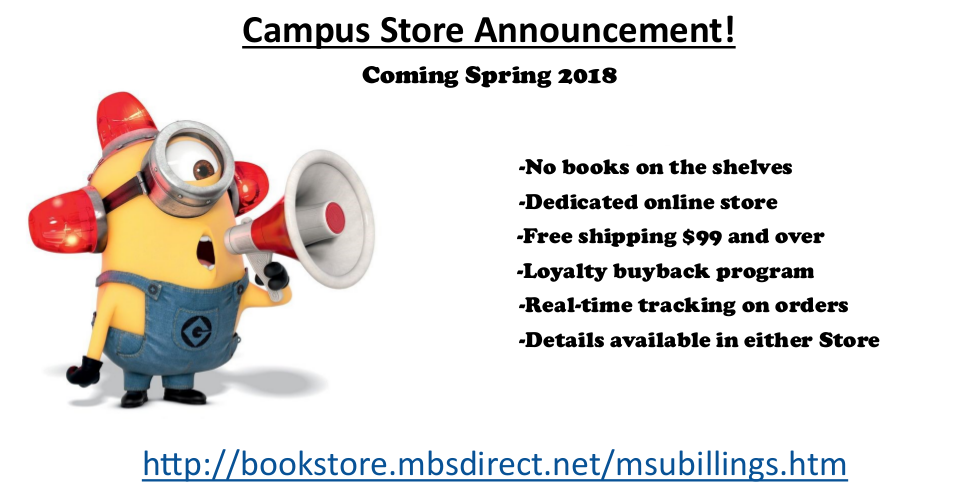 Campus Store Announcement!
Coming Spring 2018
-No books on the shelves
-Dedicated online store
-Free shipping $99 and over
-Loyalty buyback program
-Real-time tracking on orders
-Details available in either Store
http://bookstore.mbsdirect.net/msubillings.htm